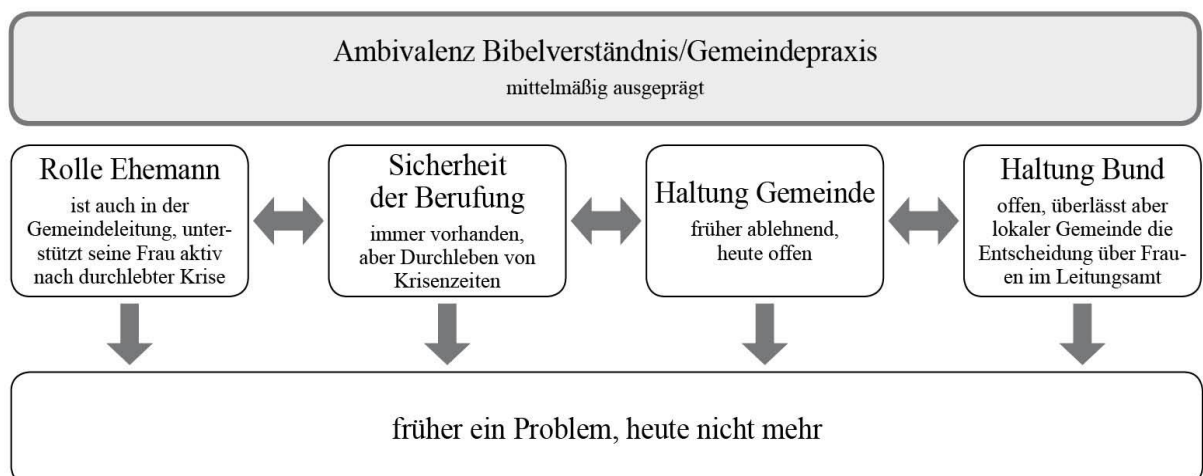 Ambivalenz Bibelverständnis/Gemeindepraxis
mittelmäßig ausgeprägt
Rolle Ehemann
ist auch in der
Gemeindeleitung, unter-
stützt seine Frau aktiv
nach durchlebter Krise
Sicherheit
der Berufung
immer vorhanden,
aber Durchleben von
Krisenzeiten
Haltung Gemeinde
früher ablehnend,
heute offen
Haltung Bund
offen, überlässt aber
lokaler Gemeinde die
Entscheidung über Frau-
en im Leitungsamt
früher ein Problem, heute nicht mehr